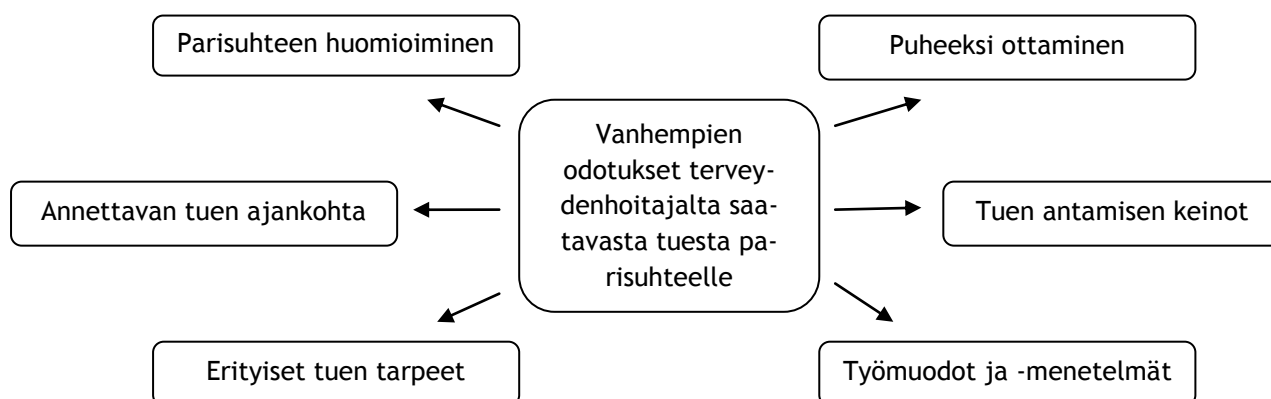 Parisuhteen huomioiminen
Puheeksi ottaminen
Vanhempien
odotukset tervey-
denhoitajalta saa-
tavasta tuesta pa-
risuhteelle
Annettavan tuen ajankohta
Tuen antamisen keinot
Erityiset tuen tarpeet
Työmuodot ja -menetelmät